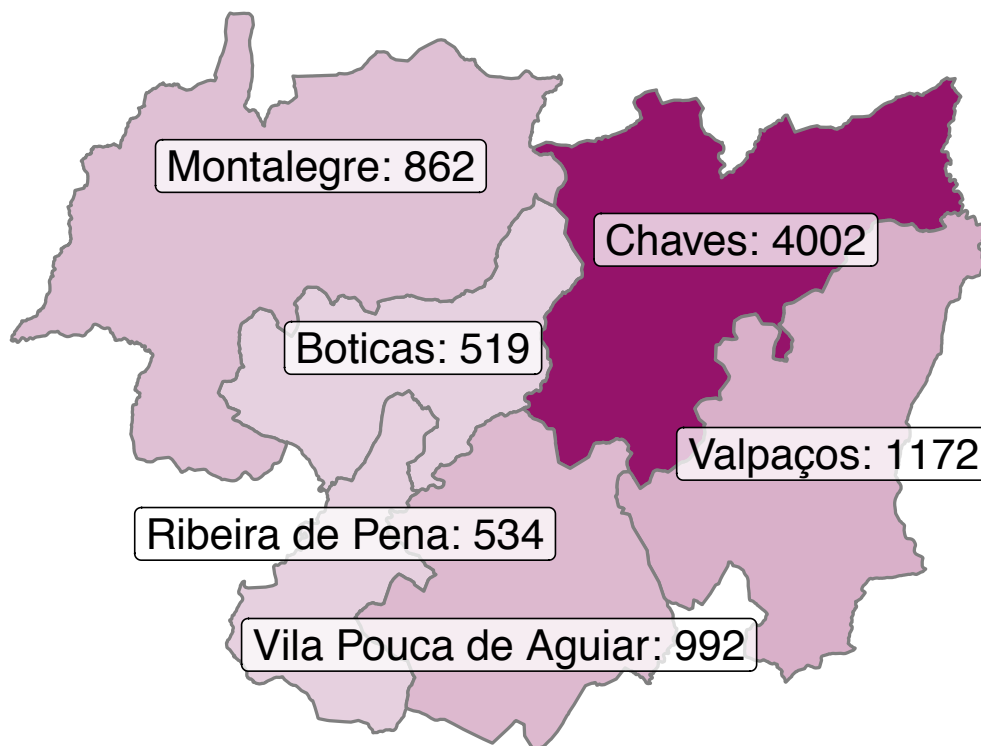 Montalegre: 862
Chaves: 4002
Boticas: 519
Valpaços: 1172
Ribeira de Pena: 534
Vila Pouca de Aguiar: 992